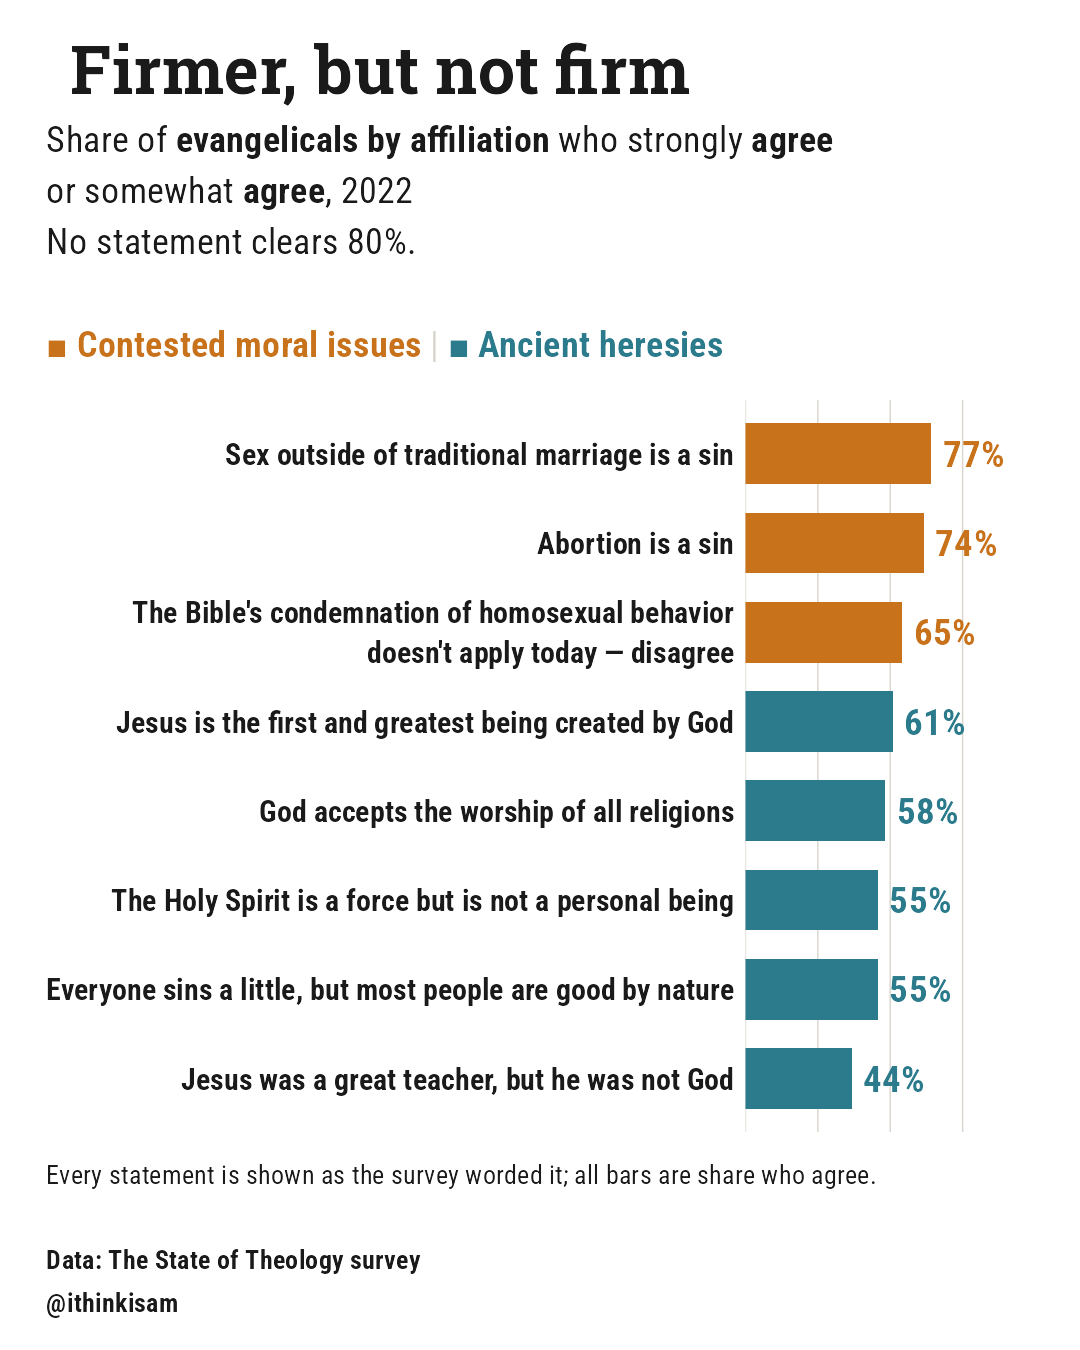 Firmer, but not firm
Share of evangelicals by affiliation who strongly agree
or somewhat agree, 2022
No statement clears 80%.
■ Contested moral issues | ■ Ancient heresies
Sex outside of traditional marriage is a sin 77%
Abortion is a sin 74%
The Bible's condemnation of homosexual behavior
doesn't apply today — disagree 65%
Jesus is the first and greatest being created by God 61%
God accepts the worship of all religions 58%
The Holy Spirit is a force but is not a personal being 55%
Everyone sins a little, but most people are good by nature 55%
Jesus was a great teacher, but he was not God 44%
Every statement is shown as the survey worded it; all bars are share who agree.
Data: The State of Theology survey
@ithinkisam